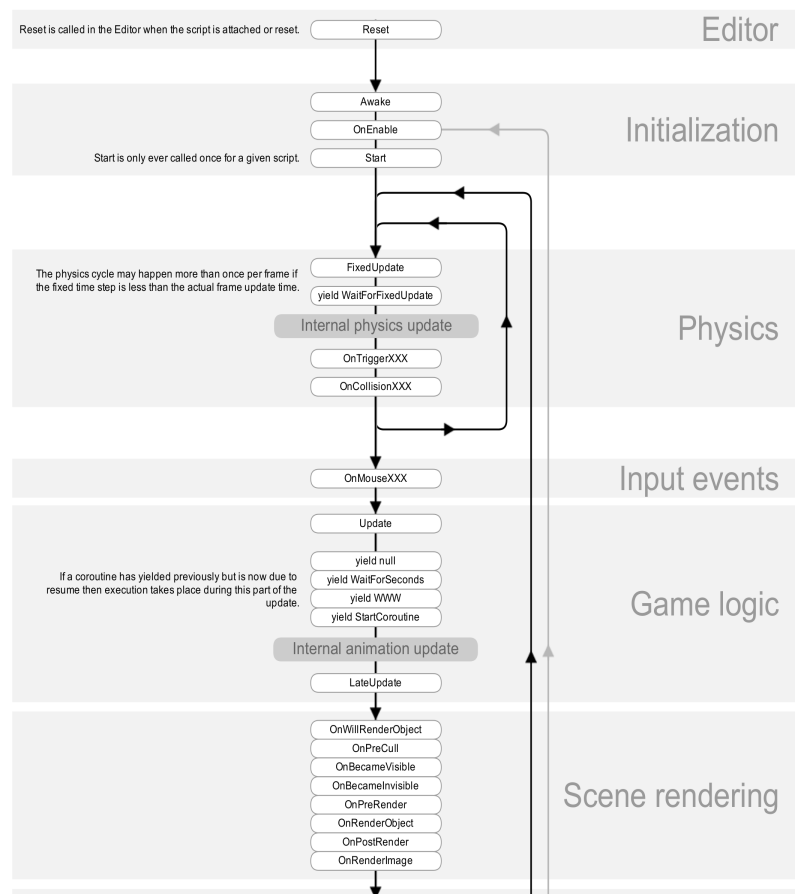 Reset is called in the Editor when the script is attached or reset.
Reset
Editor
Awake
OnEnable
Initialization
Start is only ever called once for a given script.
Start
FixedUpdate
The physics cycle may happen more than once per frame if
the fixed time step is less than the actual frame update time.
yield WaitForFixedUpdate
Internal physics update
Physics
OnTriggerXXX
OnCollisionXXX
OnMouseXXX
Input events
Update
yield null
If a coroutine has yielded previously but is now due to
resume then execution takes place during this part of the
update.
yield WaitForSeconds
yield WWW
yield StartCoroutine
Game logic
Internal animation update
LateUpdate
OnWillRenderObject
OnPreCull
OnBecameVisible
OnBecameInvisible
OnPreRender
OnRenderObject
OnPostRender
OnRenderImage
Scene rendering